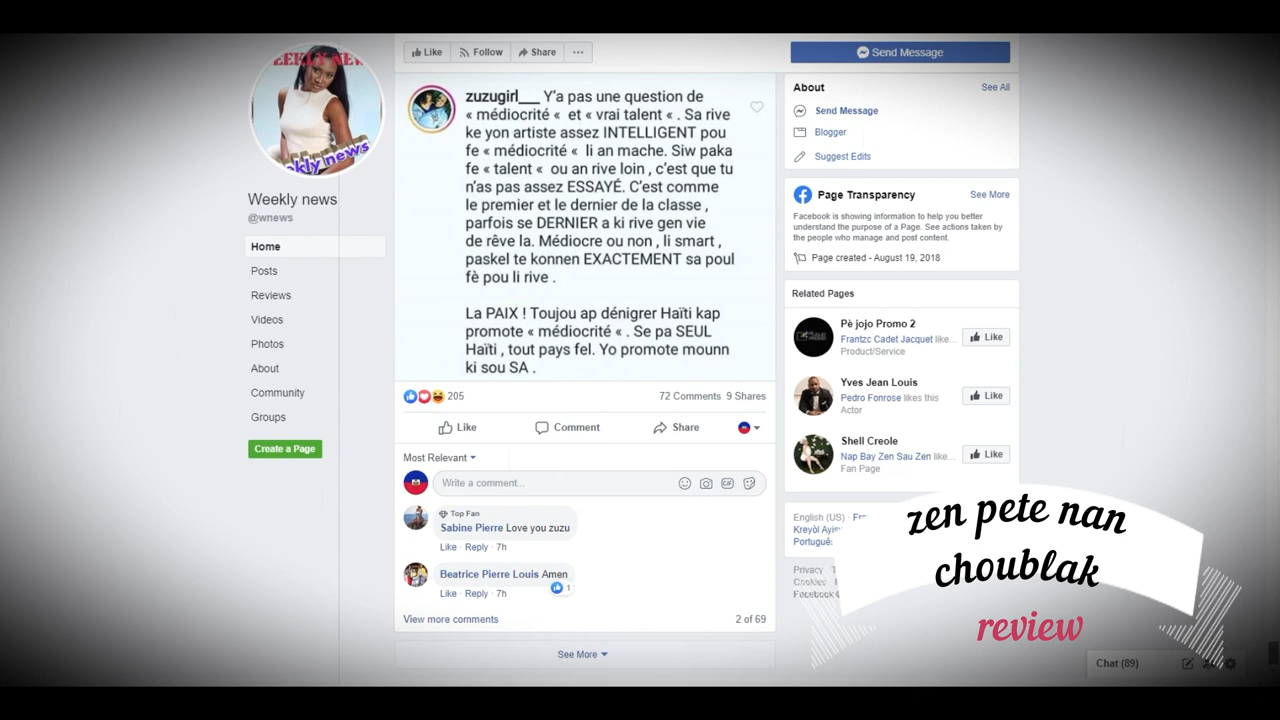 WEEKLY NEWS
kly news
Weekly news
@wnews
Home
Posts
Reviews
Videos
Photos
About
Community
Groups
Create a Page
Like
Follow
Share
zuzugirl___ Y'a pas une question de
« médiocrité « et « vrai talent « . Sa rive
ke yon artiste assez INTELLIGENT pou
fe « médiocrité « li an mache. Siw paka
fe « talent « ou an rive loin , c'est que tu
n'as pas assez ESSAYÉ. C'est comme
le premier et le dernier de la classe ,
parfois se DERNIER a ki rive gen vie
de rêve la. Médiocre ou non , li smart ,
paskel te konnen EXACTEMENT sa poul
fè pou li rive .
La PAIX ! Toujou ap dénigrer Haïti kap
promote « médiocrité « . Se pa SEUL
Haïti , tout pays fel. Yo promote mounn
ki sou SA .
205
72 Comments 9 Shares
Like
Comment
Share
Most Relevant
Write a comment...
GIF
Top Fan
Sabine Pierre Love you zuzu
Like · Reply · 7h
Beatrice Pierre Louis Amen
1
Like · Reply · 7h
View more comments
2 of 69
See More
Send Message
About
See All
Send Message
Blogger
Suggest Edits
Page Transparency
See More
Facebook is showing information to help you better
understand the purpose of a Page. See actions taken by
the people who manage and post content.
Page created - August 19, 2018
Related Pages
Pè jojo Promo 2
Frantzc Cadet Jacquet like...
Product/Service
Like
Yves Jean Louis
Pedro Fonrose likes this
Actor
Like
Shell Creole
Nap Bay Zen Sau Zen like...
Fan Page
Like
English (US) ·
Kreyòl
Privacy
Cookies
Facebook
zen pete nan
choublak
review
Chat (89)